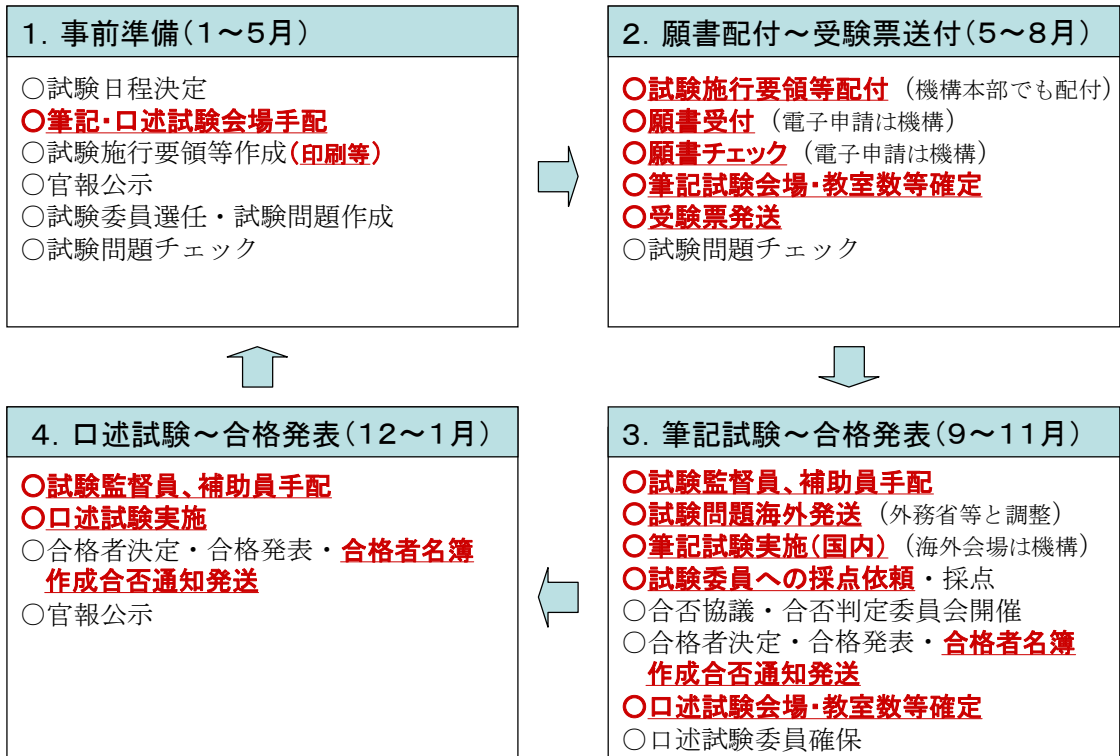 1．事前準備（1～5月）
○試験日程決定
○筆記・口述試験会場手配
○試験施行要領等作成（印刷等）
○官報公示
○試験委員選任・試験問題作成
○試験問題チェック
2．願書配付～受験票送付（5～8月）
○試験施行要領等配付（機構本部でも配付）
○願書受付（電子申請は機構）
○願書チェック（電子申請は機構）
○筆記試験会場・教室数等確定
○受験票発送
○試験問題チェック
3．筆記試験～合格発表（9～11月）
○試験監督員、補助員手配
○試験問題海外発送（外務省等と調整）
○筆記試験実施（国内）（海外会場は機構）
○試験委員への採点依頼・採点
○合否協議・合否判定委員会開催
○合格者決定・合格発表・合格者名簿
作成合否通知発送
○口述試験会場・教室数等確定
○口述試験委員確保
4．口述試験～合格発表（12～1月）
○試験監督員、補助員手配
○口述試験実施
○合格者決定・合格発表・合格者名簿
作成合否通知発送
○官報公示